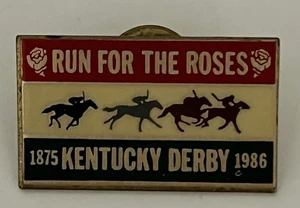 RUN FOR THE ROSES
1875 KENTUCKY DERBY 1986
C